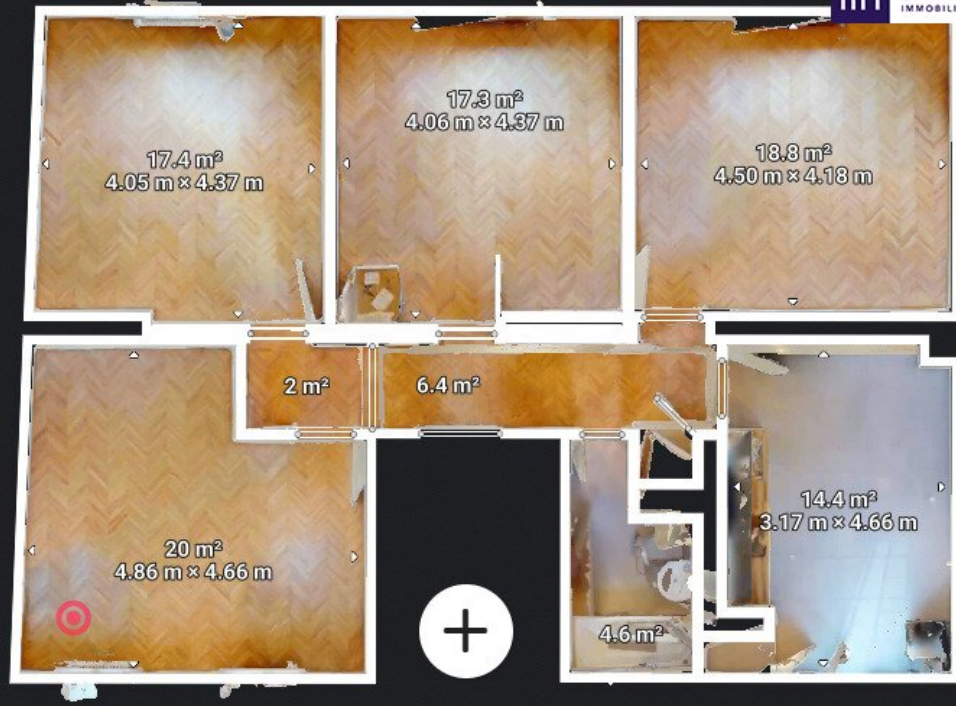 IMMOBILI
17.4 m²
4.05 m × 4.37 m
17.3 m²
4.06 m × 4.37 m
18.8 m²
4.50 m × 4.18 m
2 m²
6.4 m²
20 m²
4.86 m × 4.66 m
4.6 m²
14.4 m²
3.17 m × 4.66 m